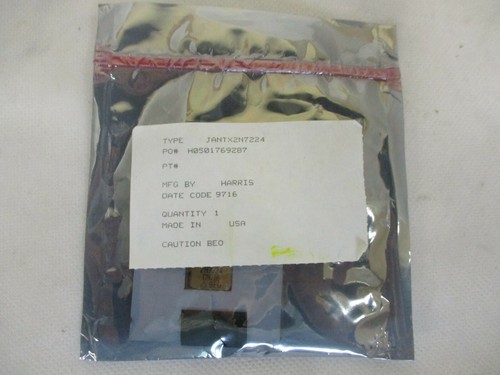 TYPE JANTX2N7224
PO# H0501769287
PT#
MFG BY HARRIS
DATE CODE 9716
QUANTITY 1
MADE IN USA
CAUTION BEO